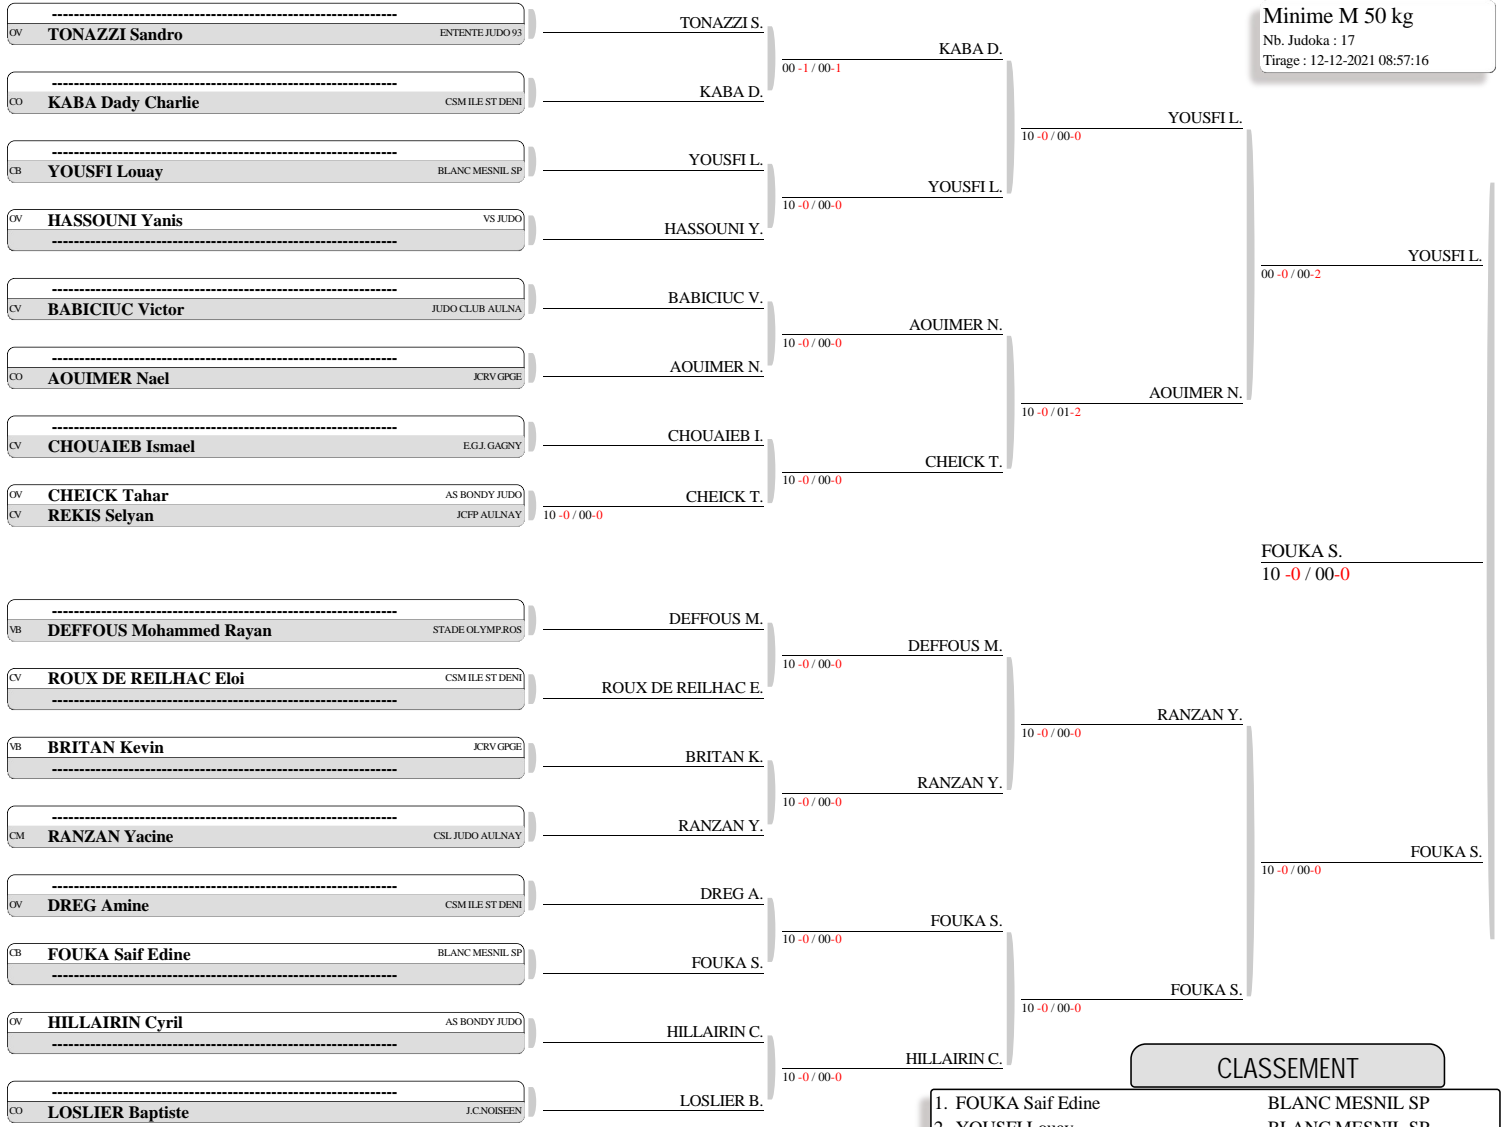 Minime M 50 kg
Nb. Judoka : 17
Tirage : 12-12-2021 08:57:16
----------------------------------------------------------------
OV TONAZZI Sandro ENTENTE JUDO 93
----------------------------------------------------------------
CO KABA Dady Charlie CSM ILE ST DENI
----------------------------------------------------------------
CB YOUSFI Louay BLANC MESNIL SP
OV HASSOUNI Yanis VS JUDO
----------------------------------------------------------------
----------------------------------------------------------------
CV BABICIUC Victor JUDO CLUB AULNA
----------------------------------------------------------------
CO AOUIMER Nael JCRV GPGE
----------------------------------------------------------------
CV CHOUAIEB Ismael E.G.J. GAGNY
OV CHEICK Tahar AS BONDY JUDO
CV REKIS Selyan JCFP AULNAY
----------------------------------------------------------------
VB DEFFOUS Mohammed Rayan STADE OLYMP.ROS
CV ROUX DE REILHAC Eloi CSM ILE ST DENI
----------------------------------------------------------------
VB BRITAN Kevin JCRV GPGE
----------------------------------------------------------------
----------------------------------------------------------------
CM RANZAN Yacine CSL JUDO AULNAY
----------------------------------------------------------------
OV DREG Amine CSM ILE ST DENI
CB FOUKA Saif Edine BLANC MESNIL SP
----------------------------------------------------------------
OV HILLAIRIN Cyril AS BONDY JUDO
----------------------------------------------------------------
----------------------------------------------------------------
CO LOSLIER Baptiste J.C.NOISEEN
TONAZZI S.
KABA D.
YOUSFI L.
HASSOUNI Y.
BABICIUC V.
AOUIMER N.
CHOUAIEB I.
CHEICK T.
10 -0 / 00-0
DEFFOUS M.
ROUX DE REILHAC E.
BRITAN K.
RANZAN Y.
DREG A.
FOUKA S.
HILLAIRIN C.
LOSLIER B.
KABA D.
00 -1 / 00-1
YOUSFI L.
10 -0 / 00-0
AOUIMER N.
10 -0 / 00-0
CHEICK T.
10 -0 / 00-0
DEFFOUS M.
10 -0 / 00-0
RANZAN Y.
10 -0 / 00-0
FOUKA S.
10 -0 / 00-0
HILLAIRIN C.
10 -0 / 00-0
YOUSFI L.
10 -0 / 00-0
AOUIMER N.
10 -0 / 01-2
RANZAN Y.
10 -0 / 00-0
FOUKA S.
10 -0 / 00-0
YOUSFI L.
00 -0 / 00-2
FOUKA S.
10 -0 / 00-0
FOUKA S.
10 -0 / 00-0
CLASSEMENT
1. FOUKA Saif Edine BLANC MESNIL SP
2. YOUSFI Louay BLANC MESNIL SP